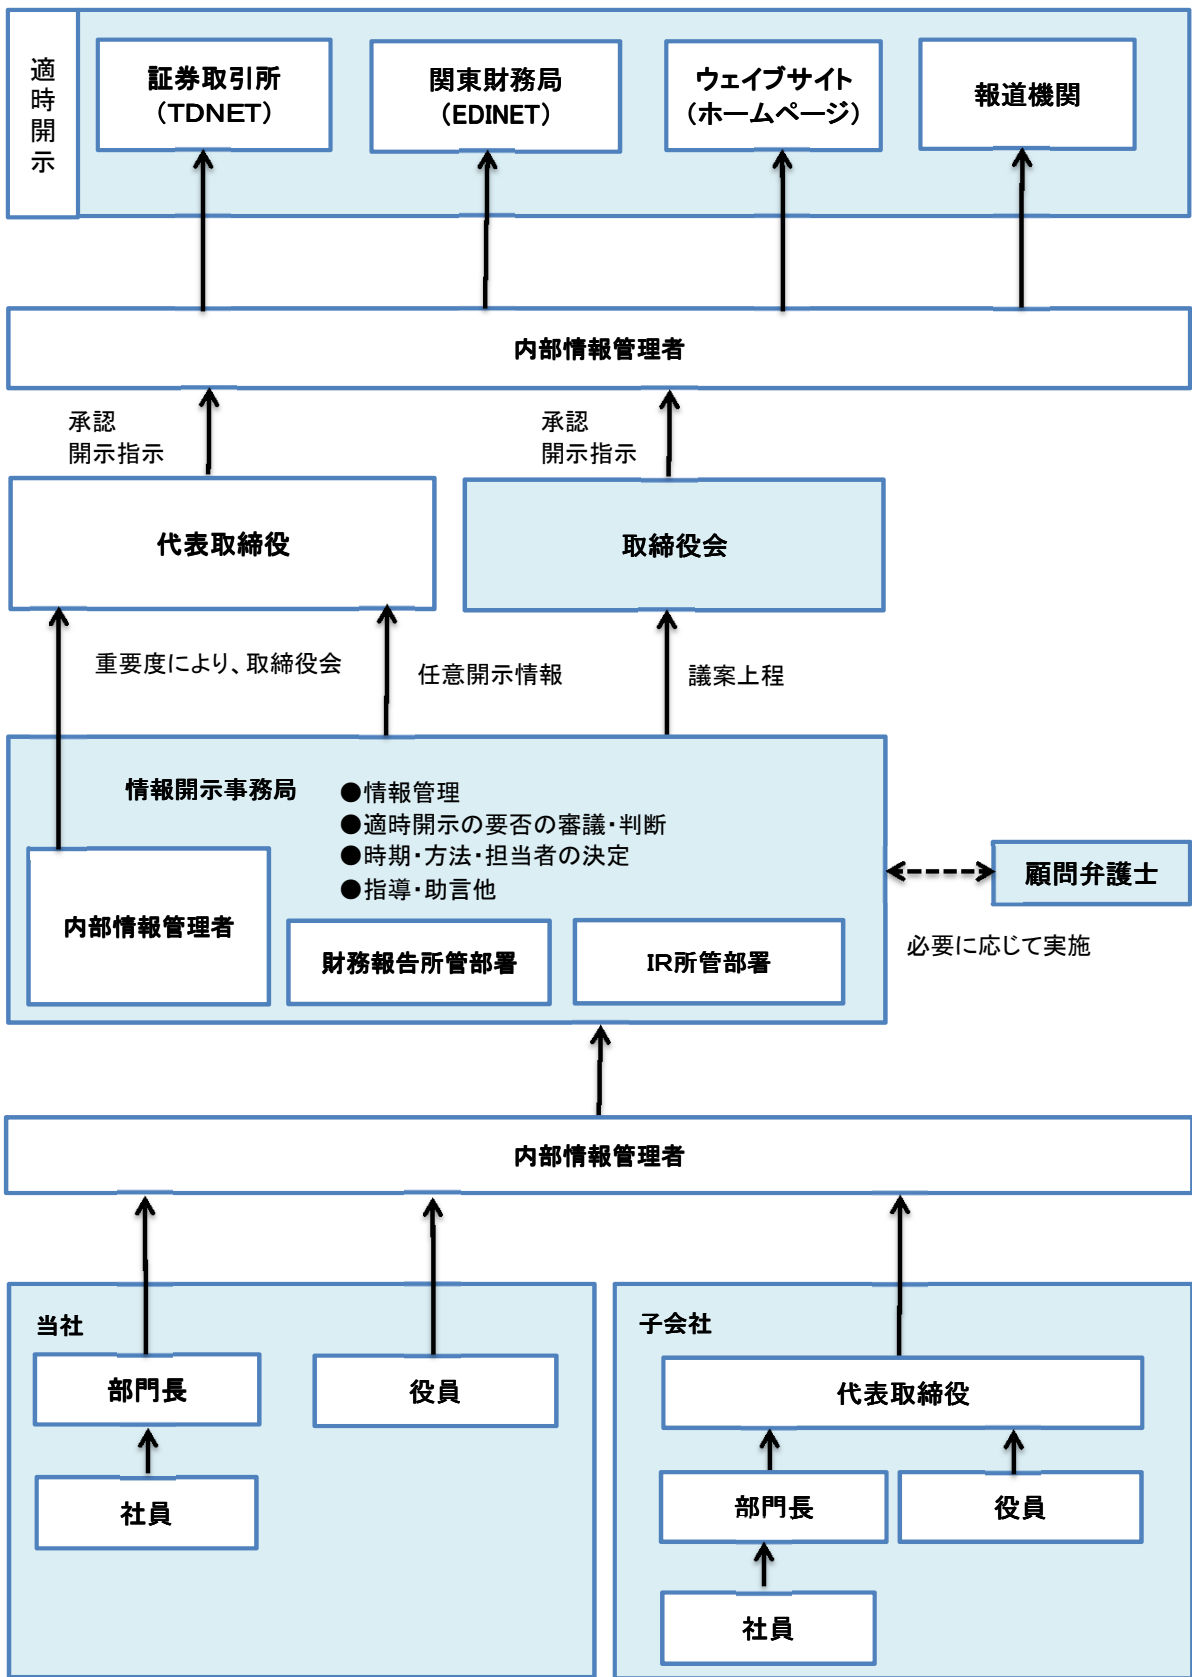 適時開示
証券取引所
（TDNET）
関東財務局
（EDINET）
ウェイブサイト
（ホームページ）
報道機関
内部情報管理者
承認
開示指示
承認
開示指示
代表取締役
取締役会
重要度により、取締役会
任意開示情報
議案上程
情報開示事務局
●情報管理
●適時開示の要否の審議・判断
●時期・方法・担当者の決定
●指導・助言他
内部情報管理者
財務報告所管部署
IR所管部署
顧問弁護士
必要に応じて実施
内部情報管理者
当社
部門長
役員
社員
子会社
代表取締役
部門長
役員
社員